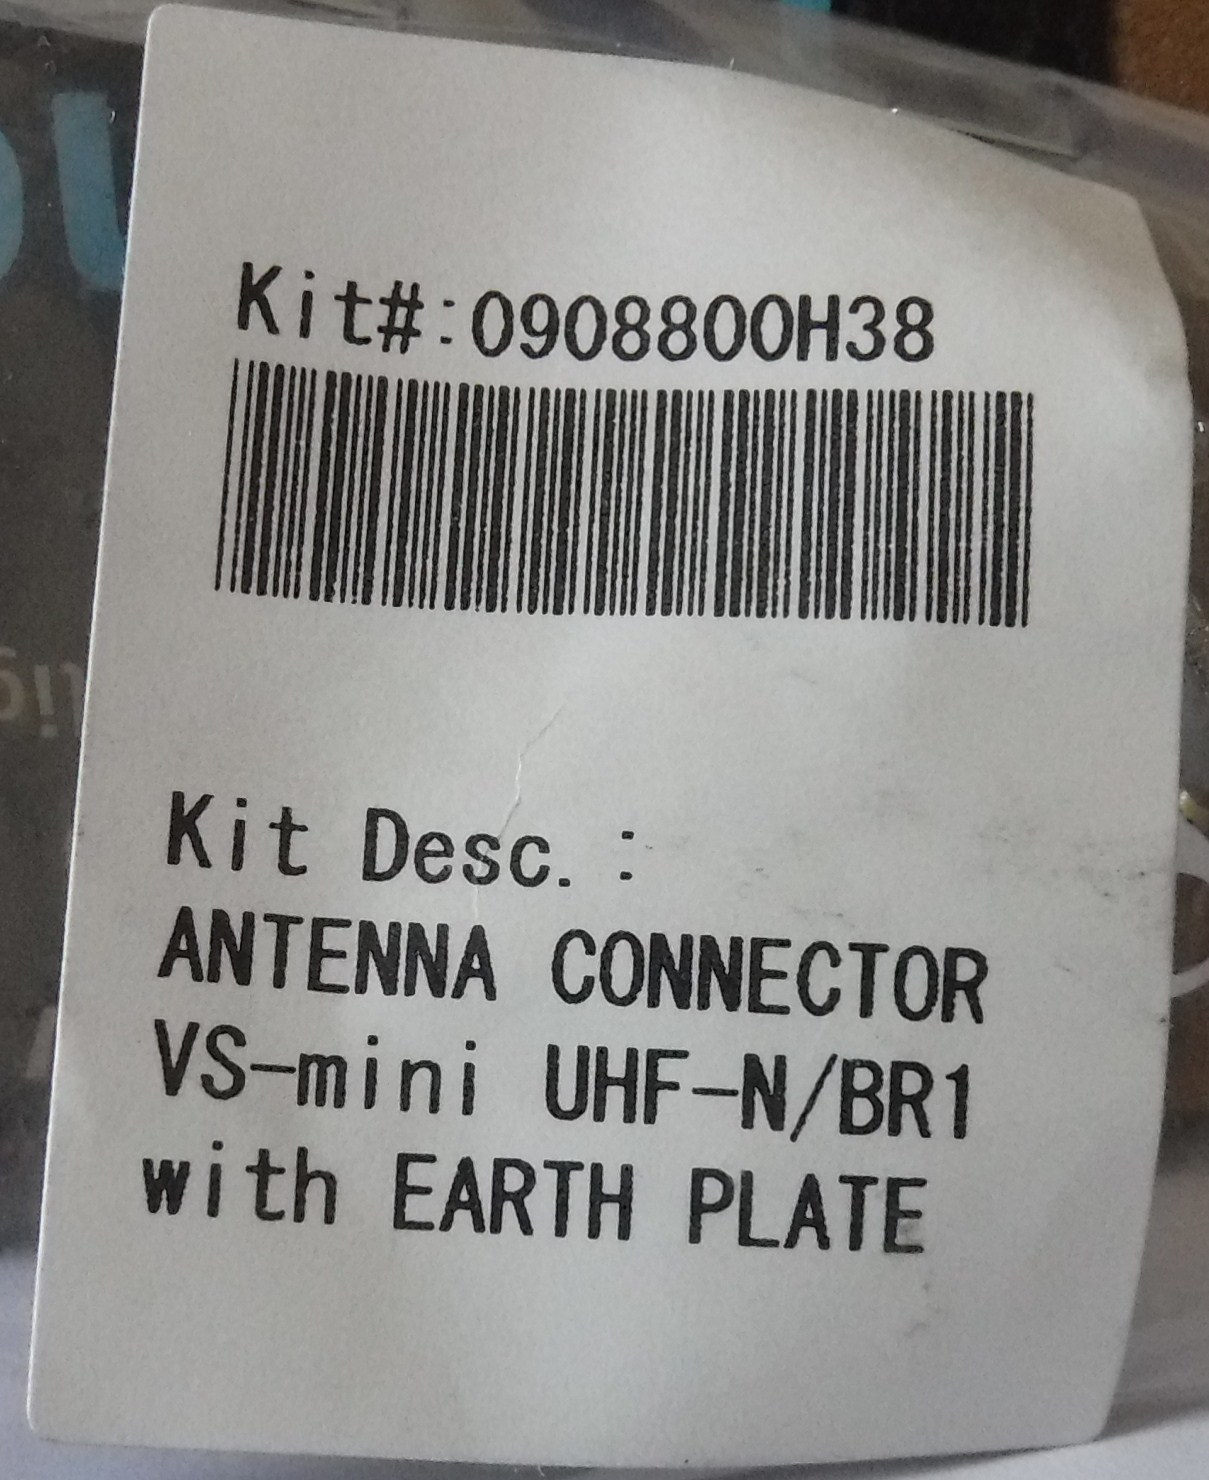 Kit#:0908800H38
Kit Desc. :
ANTENNA CONNECTOR
VS-mini UHF-N/BR1
with EARTH PLATE